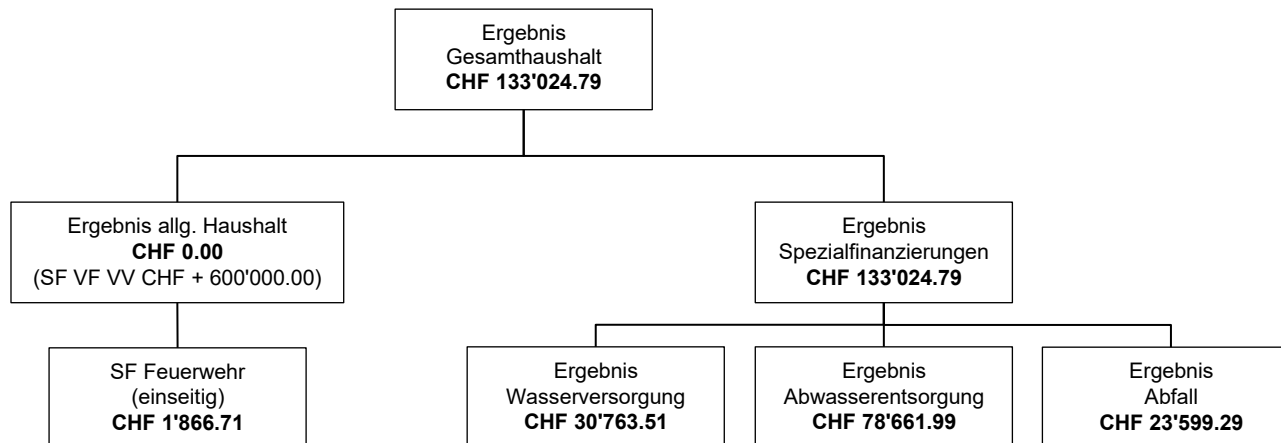 Ergebnis
Gesamthaushalt
CHF 133'024.79
Ergebnis allg. Haushalt
CHF 0.00
(SF VF VV CHF + 600'000.00)
Ergebnis
Spezialfinanzierungen
CHF 133'024.79
SF Feuerwehr
(einseitig)
CHF 1'866.71
Ergebnis
Wasserversorgung
CHF 30'763.51
Ergebnis
Abwasserentsorgung
CHF 78'661.99
Ergebnis
Abfall
CHF 23'599.29